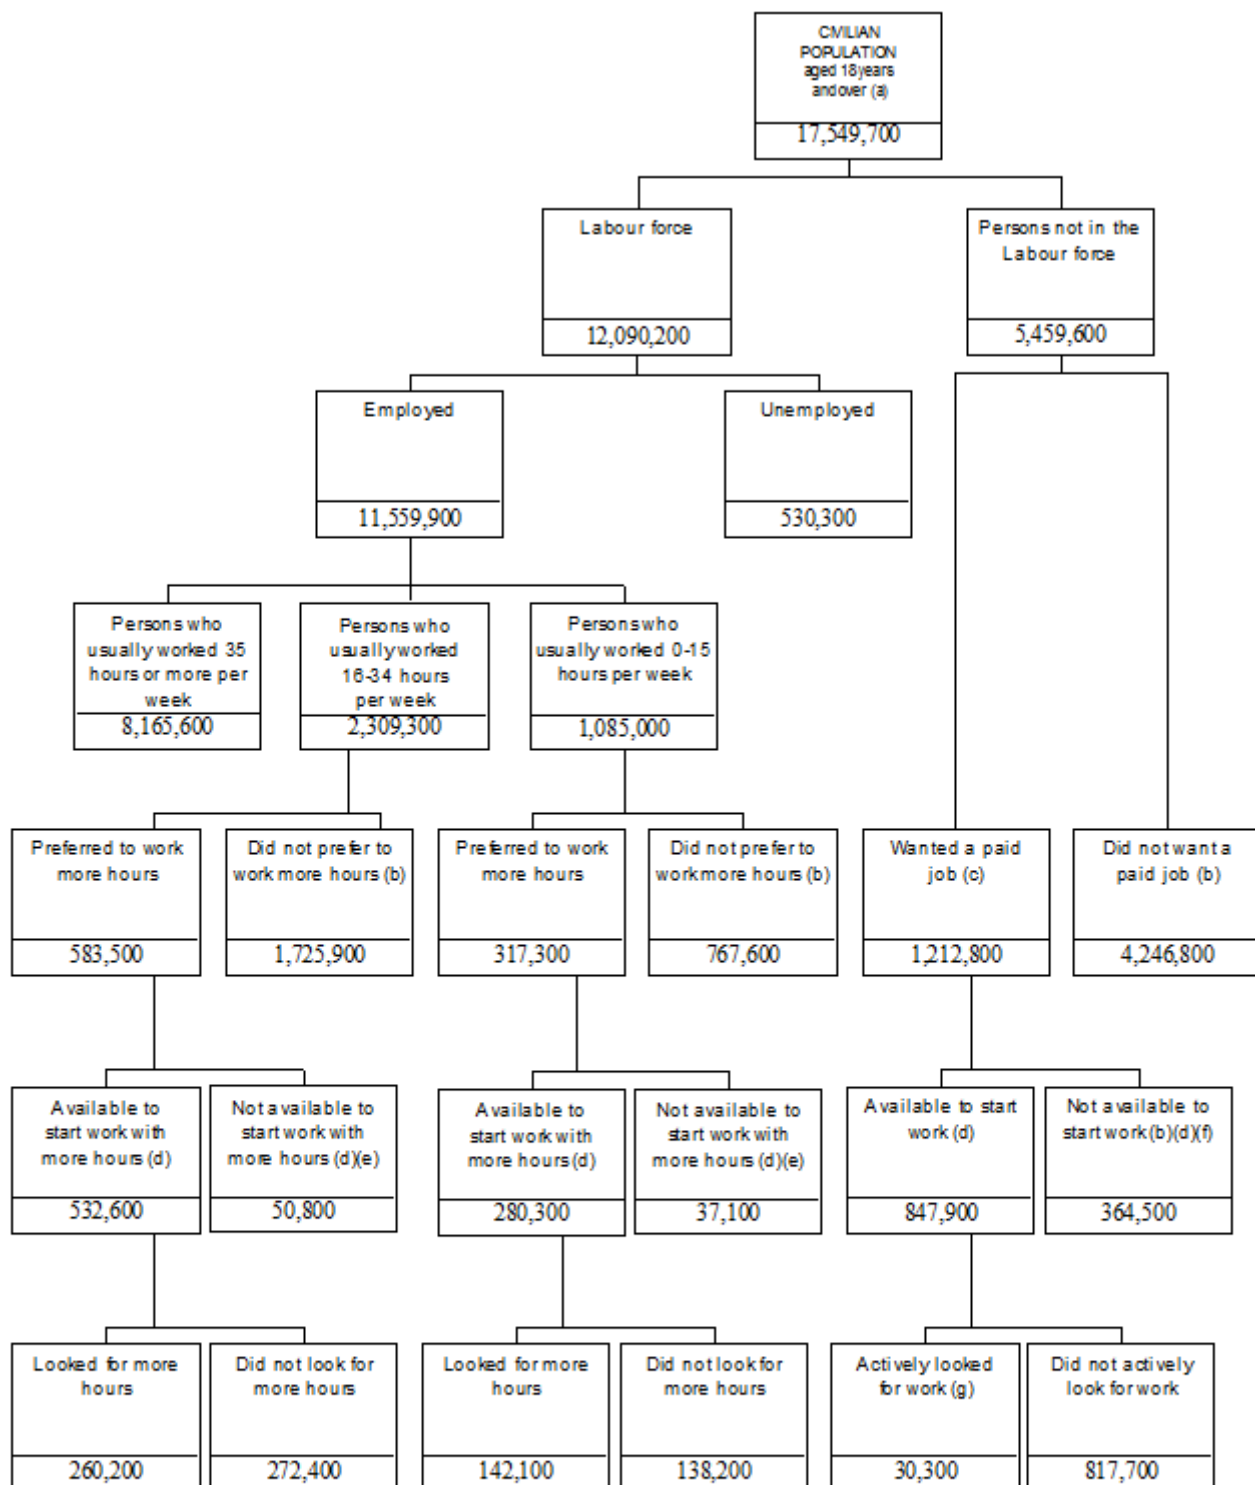 CIVILIAN
POPULATION
aged 18years
andover (a)
17,549,700
Labour force
12,090,200
Persons not in the
Labour force
5,459,600
Employed
11,559,900
Unemployed
530,300
Persons who
usually worked 35
hours or more per
week
8,165,600
Persons who
usually worked
16-34 hours
per week
2,309,300
Persons who
usually worked 0-15
hours per week
1,085,000
Preferred to work
more hours
583,500
Did not prefer to
work more hours (b)
1,725,900
Preferred to work
more hours
317,300
Did not prefer to
work more hours (b)
767,600
Wanted a paid
job (c)
1,212,800
Did not want a
paid job (b)
4,246,800
Available to
start work with
more hours (d)
532,600
Not available to
start work with
more hours (d)(e)
50,800
Available to
start work with
more hours (d)
280,300
Not available to
start work with
more hours (d)(e)
37,100
Available to start
work (d)
847,900
Not available to
start work (b)(d)(f)
364,500
Looked for more
hours
260,200
Did not look for
more hours
272,400
Looked for more
hours
142,100
Did not look for
more hours
138,200
Actively looked
for work (g)
30,300
Did not actively
look for work
817,700